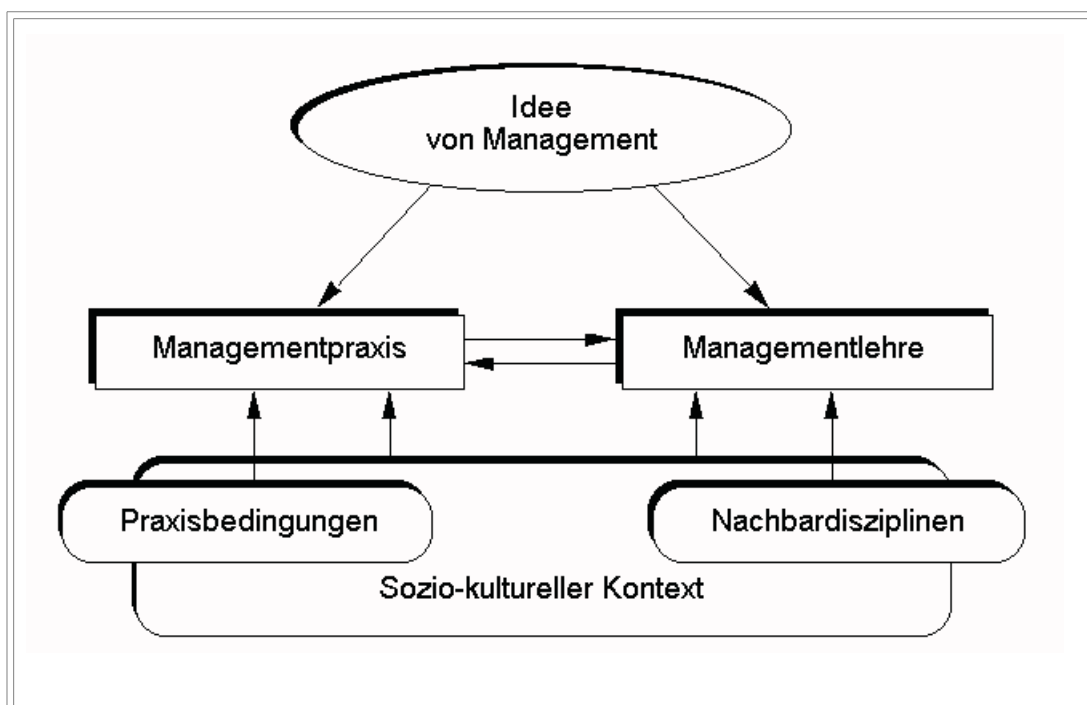 Idee
von Management
Managementpraxis
Managementlehre
Praxisbedingungen
Nachbardisziplinen
Sozio-kultureller Kontext